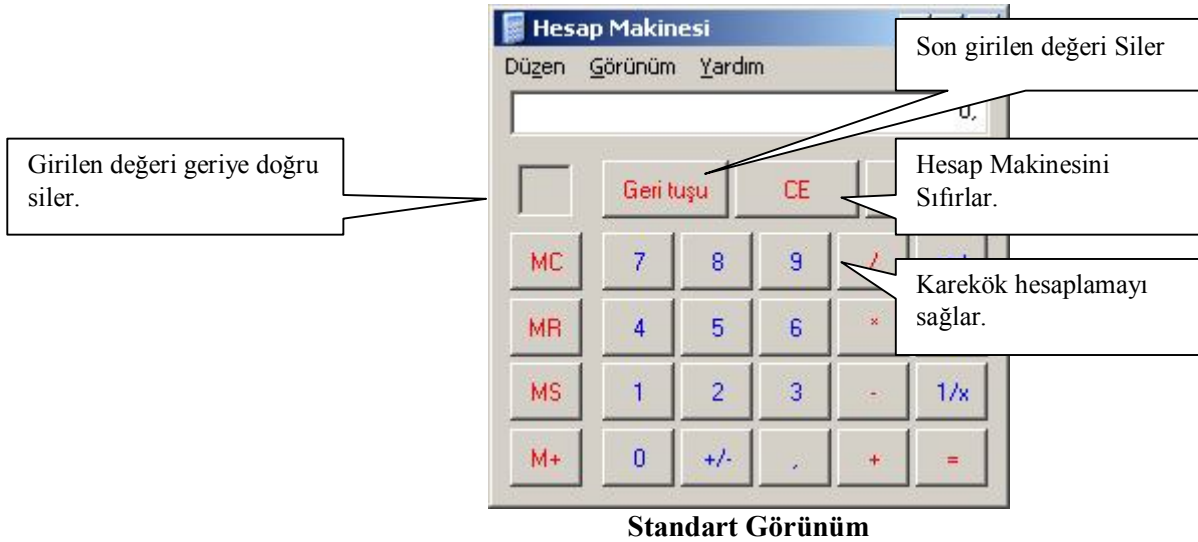 Hesap Makinesi
Son girilen değeri Siler
Düzen Görünüm Yardım
0,
Girilen değeri geriye doğru
siler.
Hesap Makinesini
Sıfırlar.
Geri tuşu CE
MC 7 8 9 /
Karekök hesaplamayı
sağlar.
MR 4 5 6 *
MS 1 2 3 - 1/x
M+ 0 +/- , + =
Standart Görünüm